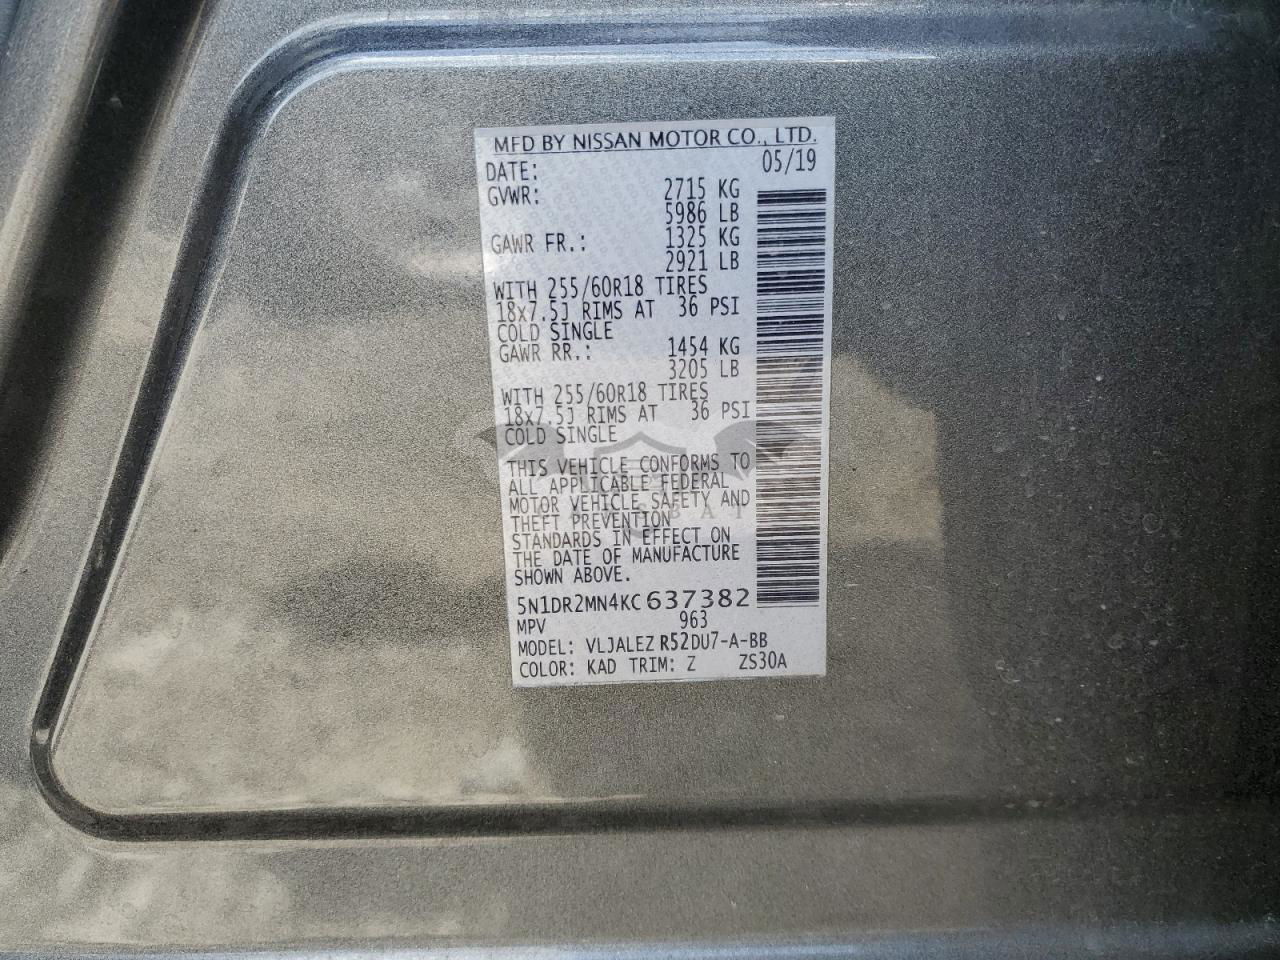 MFD BY NISSAN MOTOR CO., LTD.
DATE: 05/19
GVWR: 2715 KG
5986 LB
GAWR FR.: 1325 KG
2921 LB
WITH 255/60R18 TIRES
18x7.5J RIMS AT 36 PSI
COLD SINGLE
GAWR RR.: 1454 KG
3205 LB
WITH 255/60R18 TIRES
18x7.5J RIMS AT 36 PSI
COLD SINGLE
THIS VEHICLE CONFORMS TO
ALL APPLICABLE FEDERAL
MOTOR VEHICLE SAFETY AND
THEFT PREVENTION
STANDARDS IN EFFECT ON
THE DATE OF MANUFACTURE
SHOWN ABOVE.
5N1DR2MN4KC637382
MPV 963
MODEL: VLJALEZ R52DU7-A-BB
COLOR: KAD TRIM: Z ZS30A